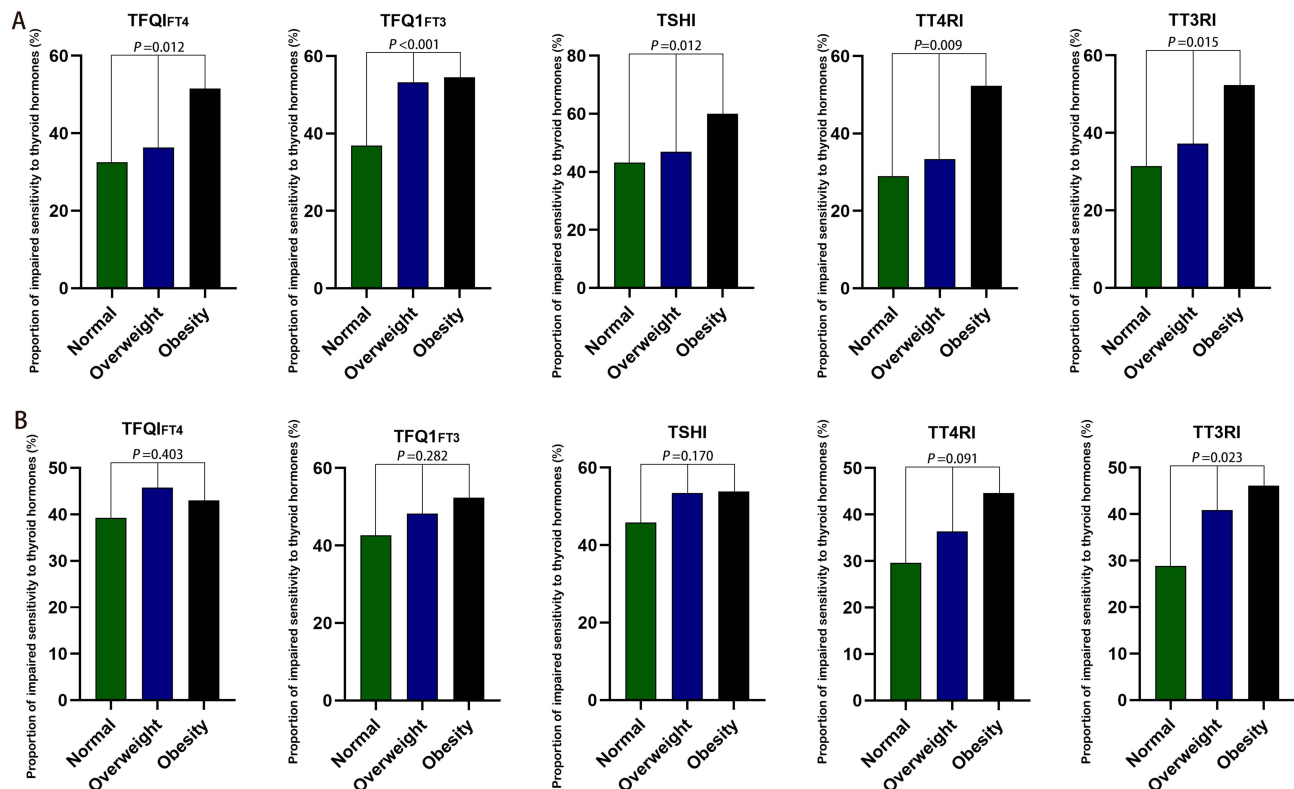 A
TFQIFT4
P=0.012
Proportion of impaired sensitivity to thyroid hormones (%)
60
40
20
0
Normal
Overweight
Obesity
TFQ1FT3
P<0.001
Proportion of impaired sensitivity to thyroid hormones (%)
60
40
20
0
Normal
Overweight
Obesity
TSHI
P=0.012
Proportion of impaired sensitivity to thyroid hormones (%)
80
60
40
20
0
Normal
Overweight
Obesity
TT4RI
P=0.009
Proportion of impaired sensitivity to thyroid hormones (%)
60
40
20
0
Normal
Overweight
Obesity
TT3RI
P=0.015
Proportion of impaired sensitivity to thyroid hormones (%)
60
40
20
0
Normal
Overweight
Obesity
B
TFQIFT4
P=0.403
Proportion of impaired sensitivity to thyroid hormones (%)
50
40
30
20
10
0
Normal
Overweight
Obesity
TFQ1FT3
P=0.282
Proportion of impaired sensitivity to thyroid hormones (%)
60
40
20
0
Normal
Overweight
Obesity
TSHI
P=0.170
Proportion of impaired sensitivity to thyroid hormones (%)
60
40
20
0
Normal
Overweight
Obesity
TT4RI
P=0.091
Proportion of impaired sensitivity to thyroid hormones (%)
50
40
30
20
10
0
Normal
Overweight
Obesity
TT3RI
P=0.023
Proportion of impaired sensitivity to thyroid hormones (%)
50
40
30
20
10
0
Normal
Overweight
Obesity